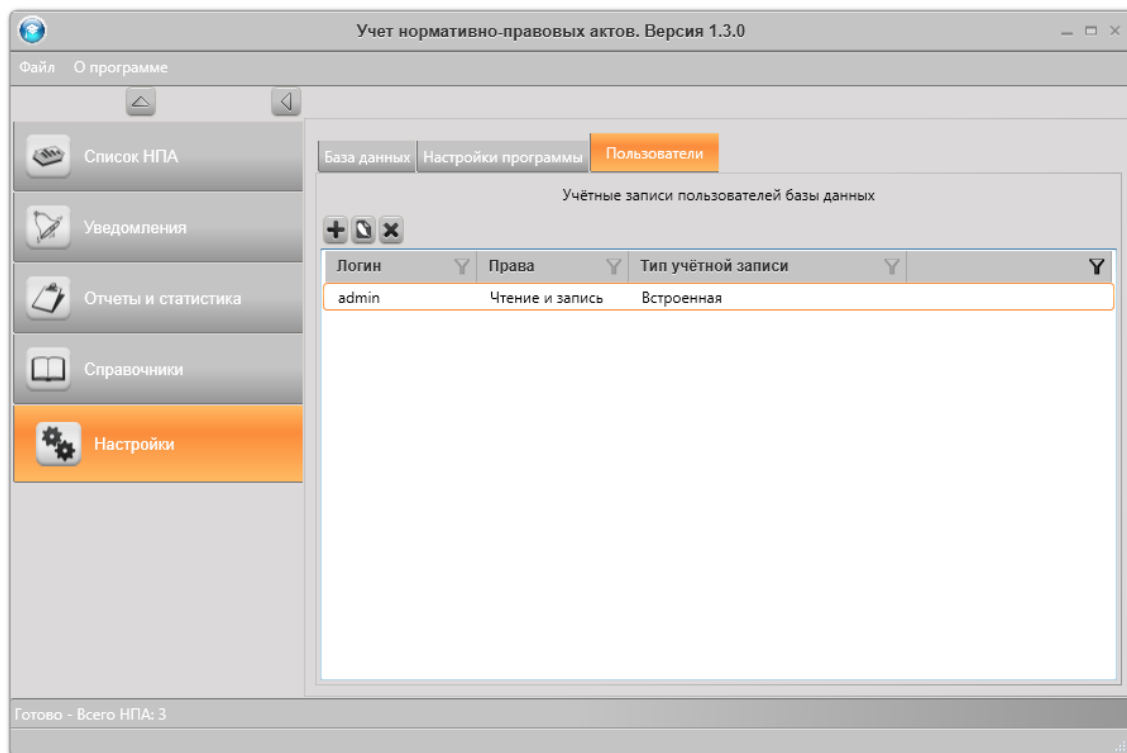 Учет нормативно-правовых актов. Версия 1.3.0
Файл О программе
Список НПА
Уведомления
Отчеты и статистика
Справочники
Настройки
База данных Настройки программы Пользователи
Учётные записи пользователей базы данных
Логин Права Тип учётной записи
admin Чтение и запись Встроенная
Готово - Всего НПА: 3